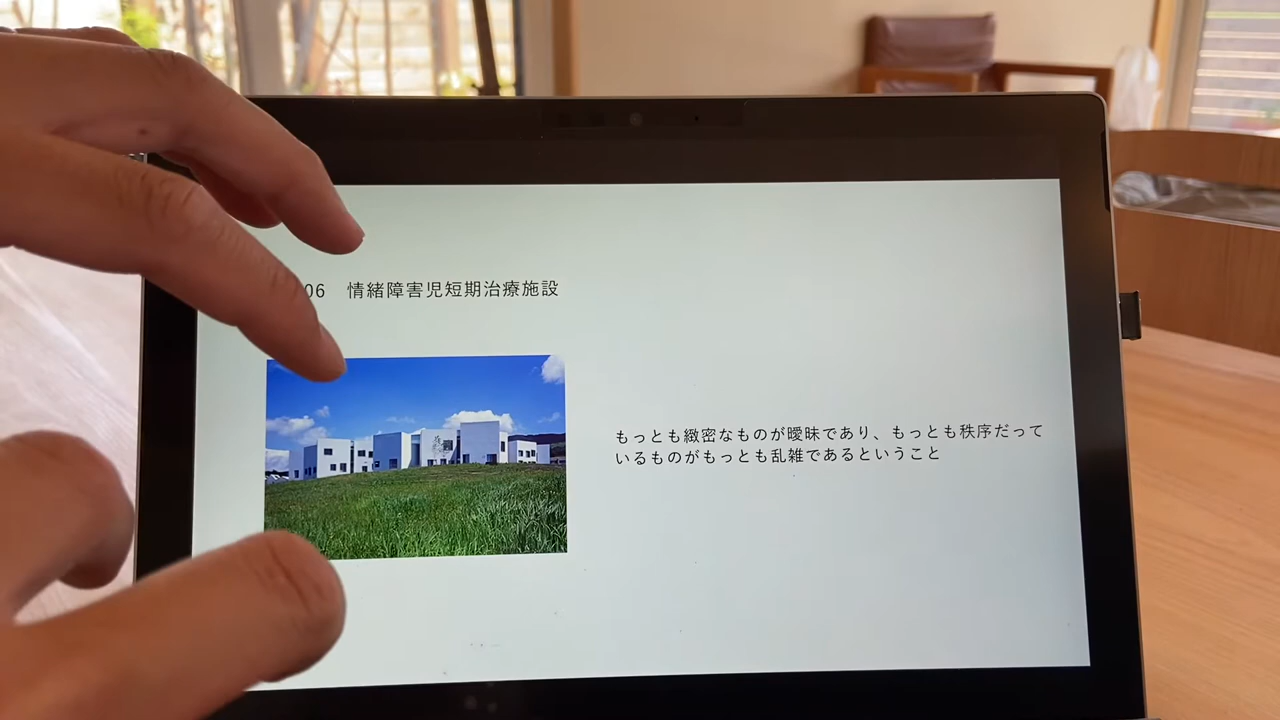 06 情緒障害児短期治療施設
もっとも緻密なものが曖昧であり、もっとも秩序だって
いるものがもっとも乱雑であるということ